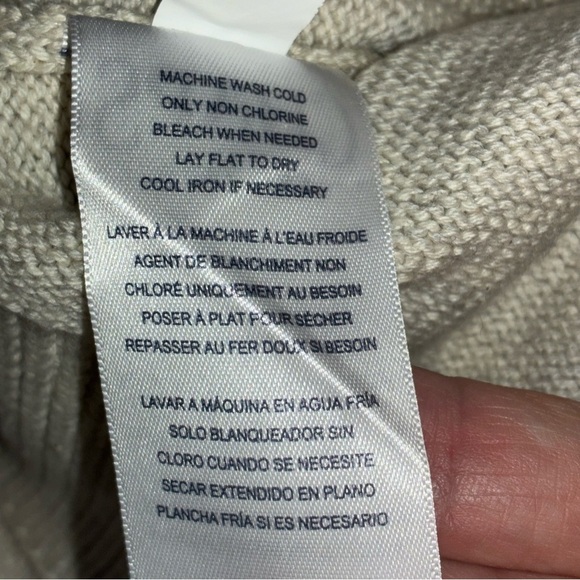 MACHINE WASH COLD
ONLY NON CHLORINE
BLEACH WHEN NEEDED
LAY FLAT TO DRY
COOL IRON IF NECESSARY
LAVER À LA MACHINE À L'EAU FROIDE
AGENT DE BLANCHIMENT NON
CHLORÉ UNIQUEMENT AU BESOIN
POSER À PLAT POUR SÉCHER
REPASSER AU FER DOUX SI BESOIN
LAVAR A MÁQUINA EN AGUA FRÍA
SOLO BLANQUEADOR SIN
CLORO CUANDO SE NECESITE
SECAR EXTENDIDO EN PLANO
PLANCHA FRÍA SI ES NECESARIO